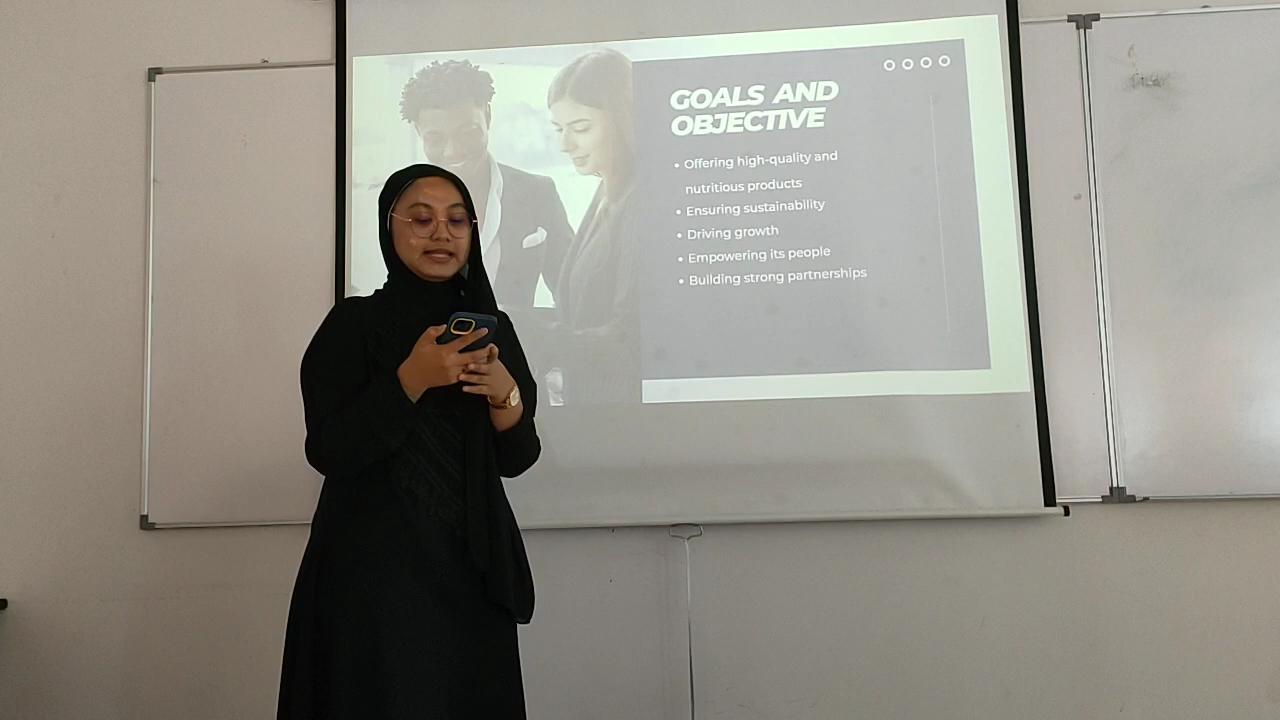 GOALS AND
OBJECTIVE
• Offering high-quality and
nutritious products
• Ensuring sustainability
• Driving growth
• Empowering its people
• Building strong partnerships